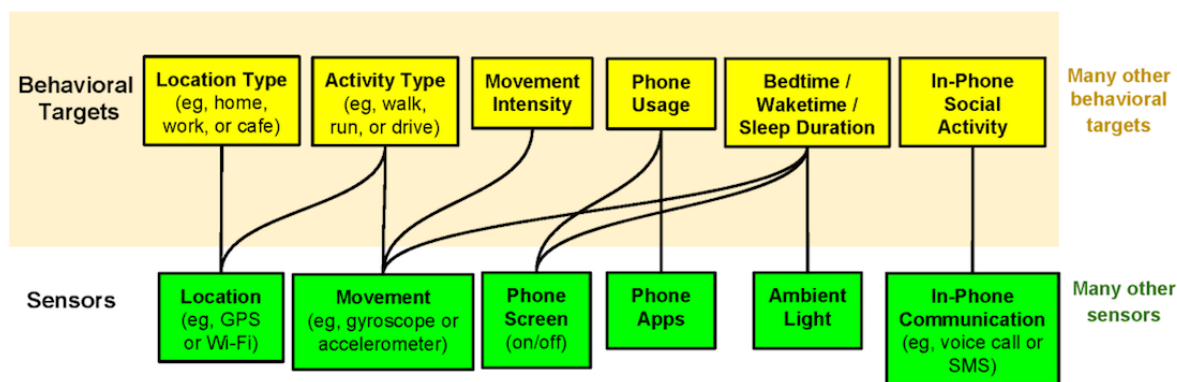 Behavioral
Targets
Location Type
(eg, home,
work, or cafe)
Activity Type
(eg, walk,
run, or drive)
Movement
Intensity
Phone
Usage
Bedtime /
Waketime /
Sleep Duration
In-Phone
Social
Activity
Many other
behavioral
targets
Sensors
Location
(eg, GPS
or Wi-Fi)
Movement
(eg, gyroscope or
accelerometer)
Phone
Screen
(on/off)
Phone
Apps
Ambient
Light
In-Phone
Communication
(eg, voice call or
SMS)
Many other
sensors